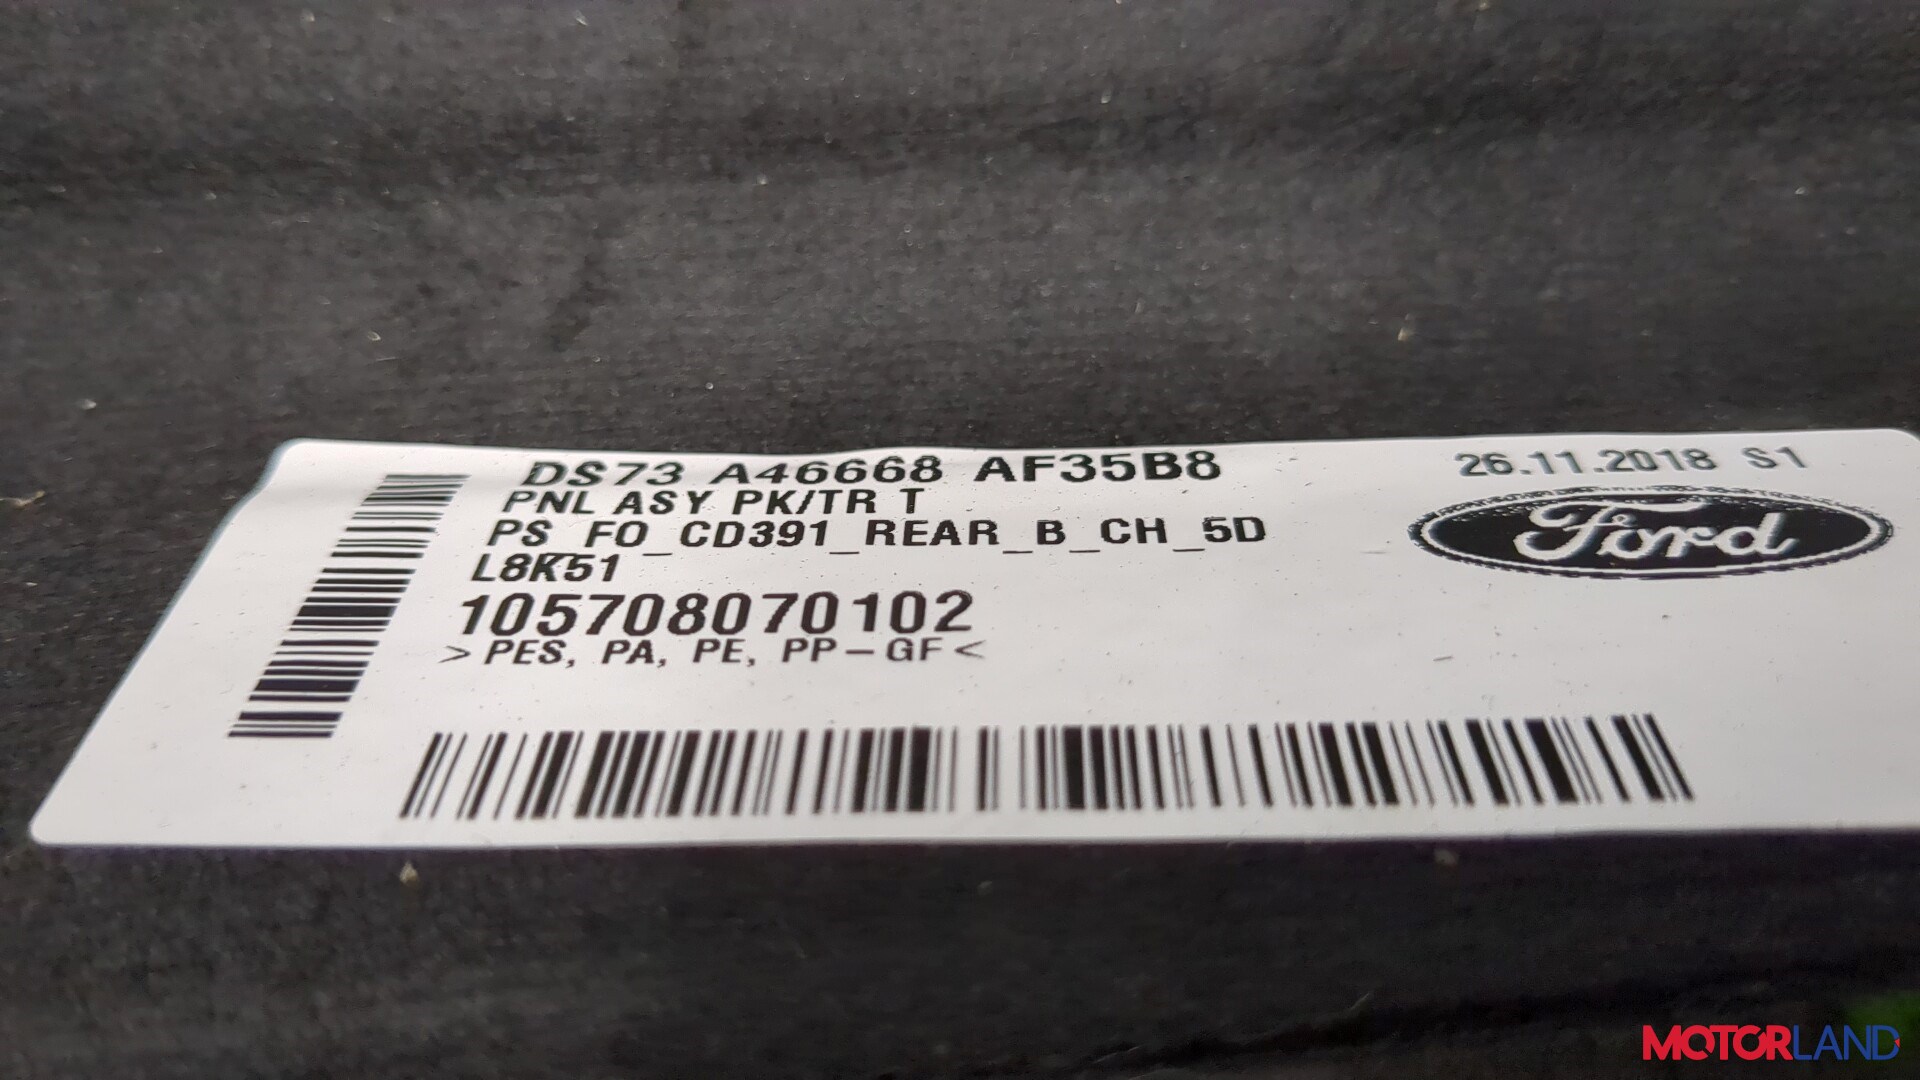 DS73 A46668 AF35B8
26.11.2018 S1
PNL ASY PK/TR T
PS_FO_CD391_REAR_B_CH_5D
Ford
L8K51
105708070102
>PES, PA, PE, PP-GF<
MOTORLAND